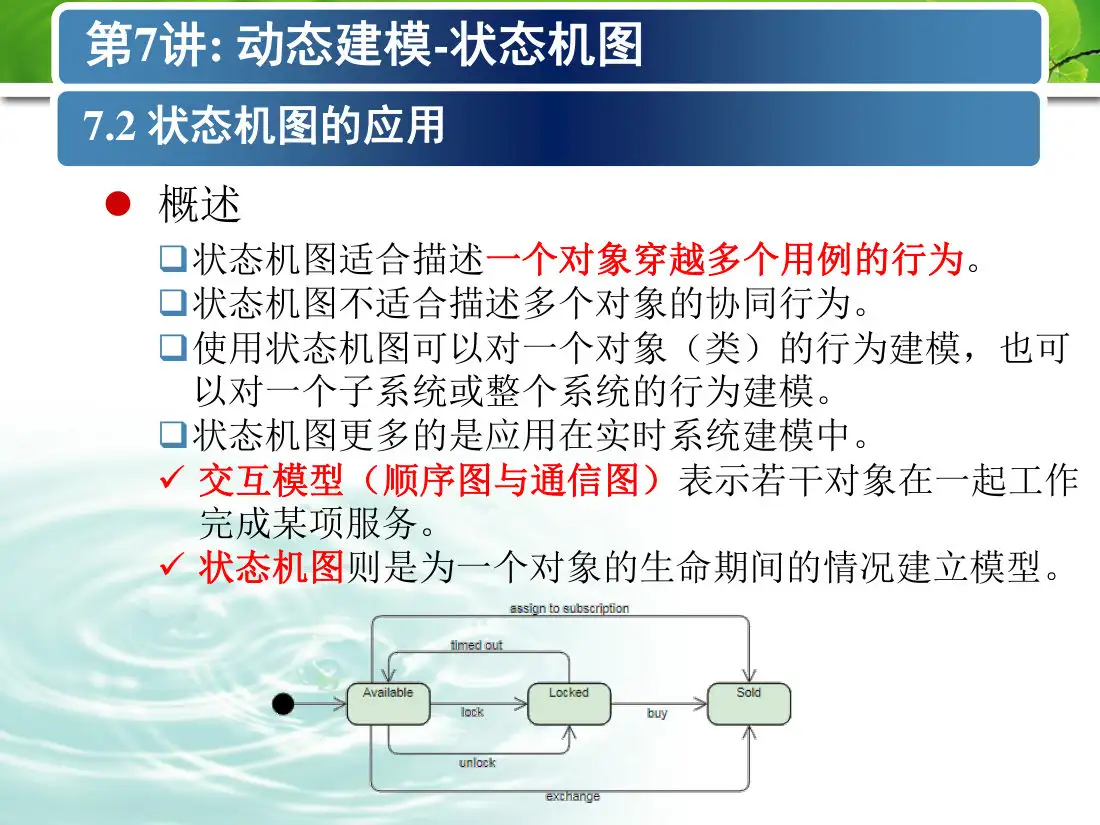 第7讲: 动态建模-状态机图
7.2 状态机图的应用
概述
状态机图适合描述一个对象穿越多个用例的行为。
状态机图不适合描述多个对象的协同行为。
使用状态机图可以对一个对象（类）的行为建模，也可
以对一个子系统或整个系统的行为建模。
状态机图更多的是应用在实时系统建模中。
交互模型（顺序图与通信图）表示若干对象在一起工作
完成某项服务。
状态机图则是为一个对象的生命期间的情况建立模型。
assign to subscription
timed out
Available
Locked
Sold
lock
buy
unlock
exchange